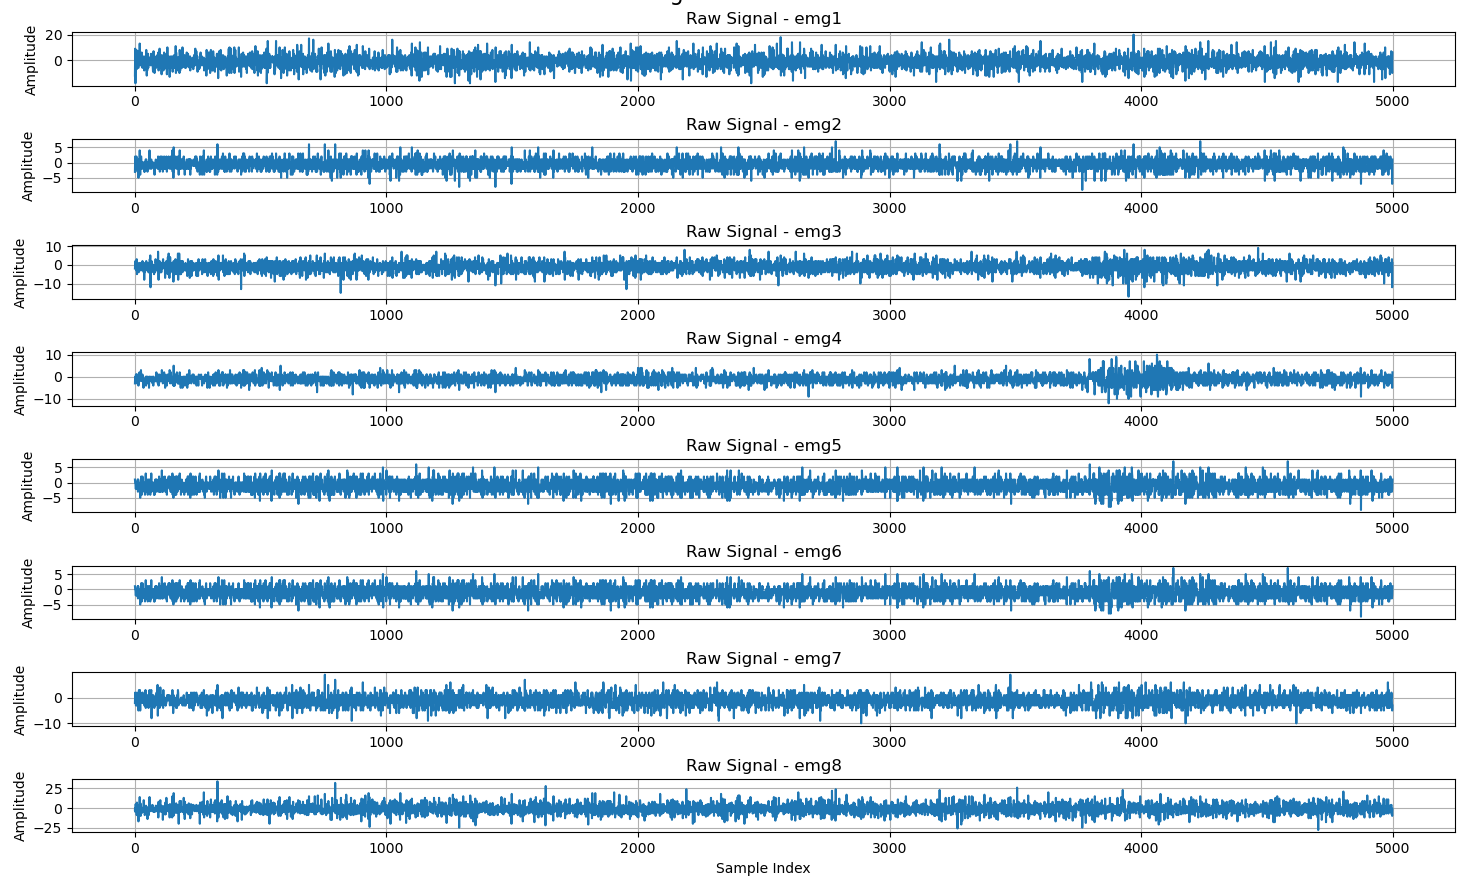 Raw Signal - emg1
Amplitude
20
0
0 1000 2000 3000 4000 5000
Raw Signal - emg2
Amplitude
5
0
−5
0 1000 2000 3000 4000 5000
Raw Signal - emg3
Amplitude
10
0
−10
0 1000 2000 3000 4000 5000
Raw Signal - emg4
Amplitude
10
0
−10
0 1000 2000 3000 4000 5000
Raw Signal - emg5
Amplitude
5
0
−5
0 1000 2000 3000 4000 5000
Raw Signal - emg6
Amplitude
5
0
−5
0 1000 2000 3000 4000 5000
Raw Signal - emg7
Amplitude
0
−10
0 1000 2000 3000 4000 5000
Raw Signal - emg8
Amplitude
25
0
−25
0 1000 2000 3000 4000 5000
Sample Index